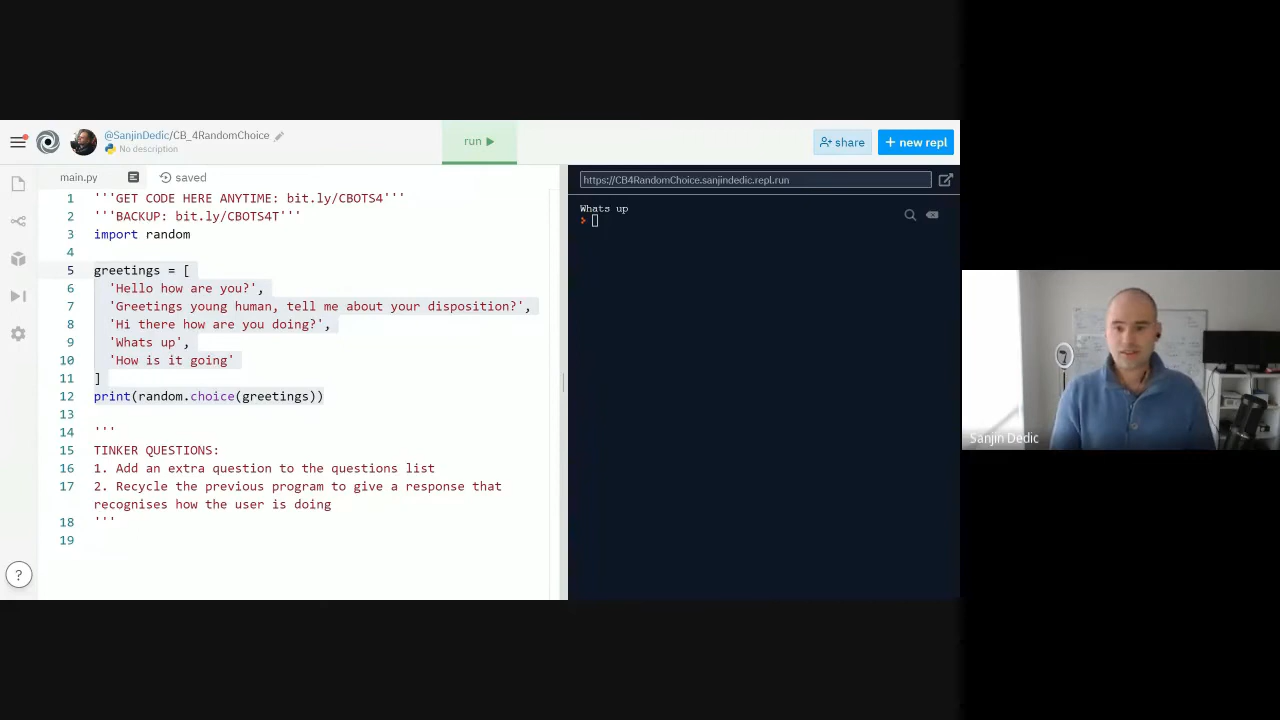 @SanjinDedic/CB_4RandomChoice
No description
run
share
+ new repl
main.py
saved
https://CB4RandomChoice.sanjindedic.repl.run
1 '''GET CODE HERE ANYTIME: bit.ly/CBOTS4'''
2 '''BACKUP: bit.ly/CBOTS4T'''
3 import random
4
5 greetings = [
6 'Hello how are you?',
7 'Greetings young human, tell me about your disposition?',
8 'Hi there how are you doing?',
9 'Whats up',
10 'How is it going'
11 ]
12 print(random.choice(greetings))
13
14 '''
15 TINKER QUESTIONS:
16 1. Add an extra question to the questions list
17 2. Recycle the previous program to give a response that
recognises how the user is doing
18 '''
19
?
Whats up
Sanjin Dedic